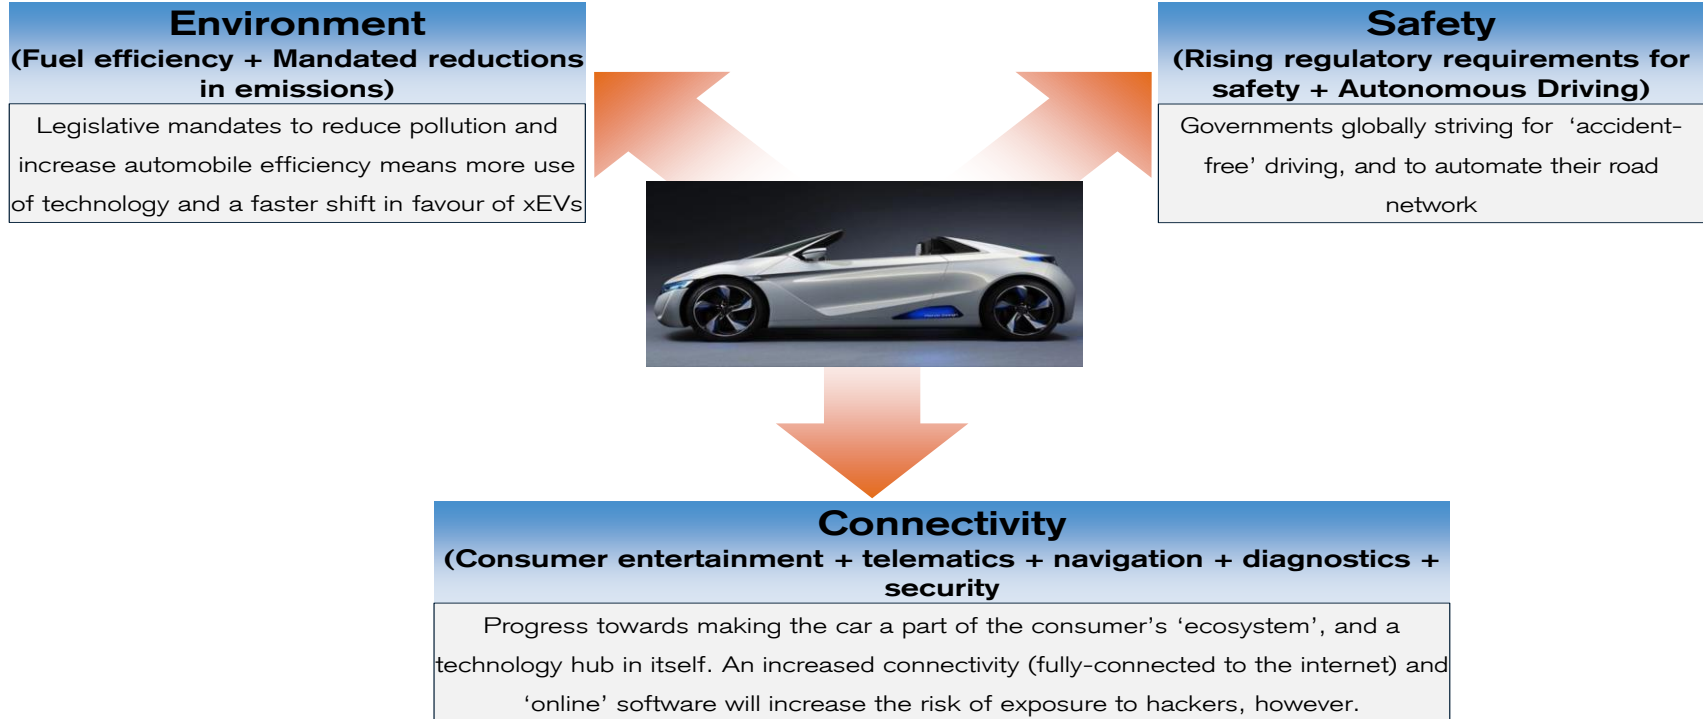 Environment
(Fuel efficiency + Mandated reductions
in emissions)
Legislative mandates to reduce pollution and
increase automobile efficiency means more use
of technology and a faster shift in favour of xEVs
Safety
(Rising regulatory requirements for
safety + Autonomous Driving)
Governments globally striving for ‘accident-
free’ driving, and to automate their road
network
Connectivity
(Consumer entertainment + telematics + navigation + diagnostics +
security
Progress towards making the car a part of the consumer’s ‘ecosystem’, and a
technology hub in itself. An increased connectivity (fully-connected to the internet) and
‘online’ software will increase the risk of exposure to hackers, however.